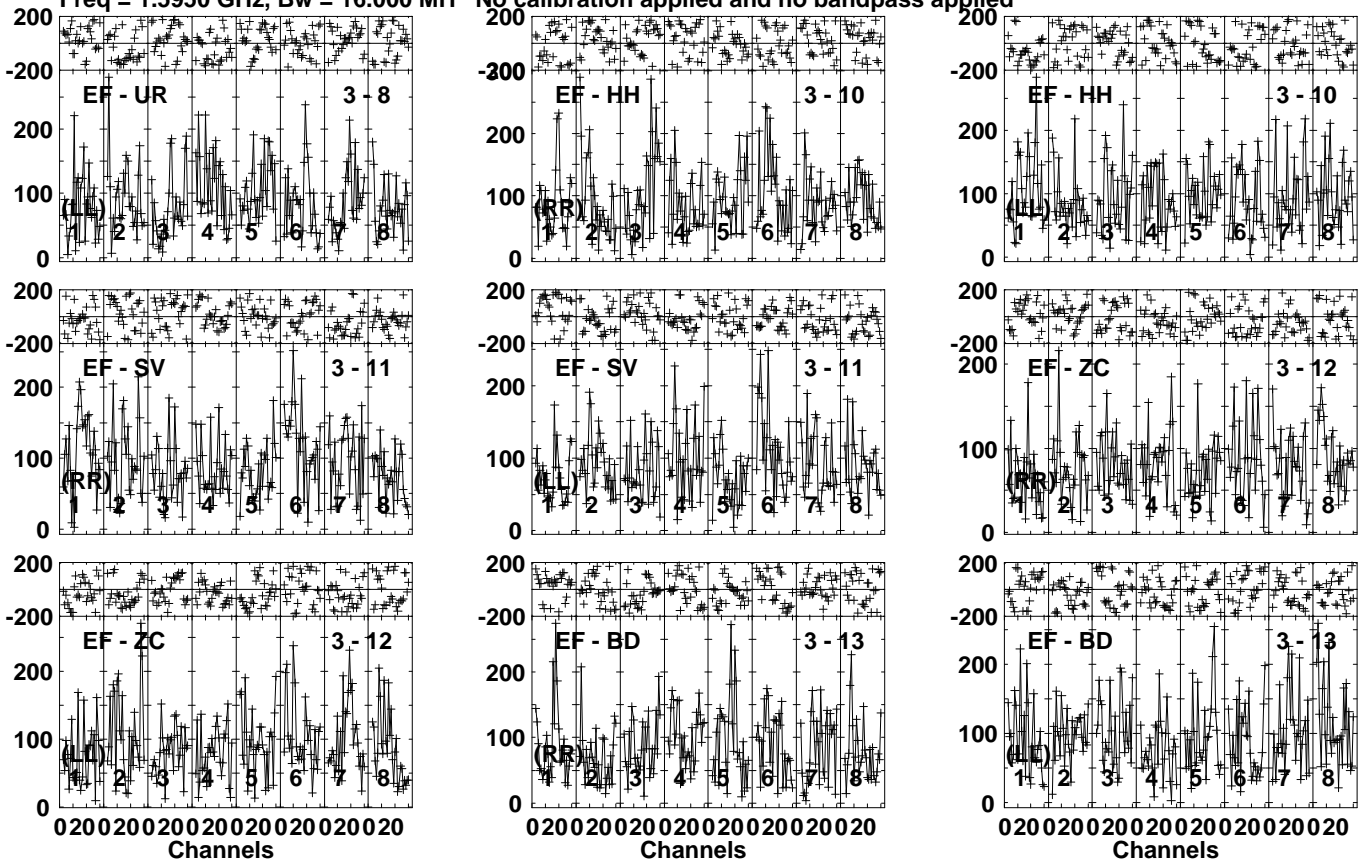 Freq = 1.5950 GHz, Bw = 16.000 MH No calibration applied and no bandpass applied
200 200 200
-200 -200 -200
300
EF - UR 3 - 8 EF - HH 3 - 10 EF - HH 3 - 10
200 200 200
100 100 100
(LL) (RR) (LL)
1 2 3 4 5 6 7 8 1 2 3 4 5 6 7 8 1 2 3 4 5 6 7 8
0 0 0
200 200 200
-200 -200 -200
EF - SV 3 - 11 EF - SV 3 - 11 EF - ZC 3 - 12
200 200 200
100 100 100
(RR) (LL) (RR)
1 2 3 4 5 6 7 8 1 2 3 4 5 6 7 8 1 2 3 4 5 6 7 8
0 0 0
200 200 200
-200 -200 -200
EF - ZC 3 - 12 EF - BD 3 - 13 EF - BD 3 - 13
200 200 200
100 100 100
(LL) (RR) (LL)
1 2 3 4 5 6 7 8 1 2 3 4 5 6 7 8 1 2 3 4 5 6 7 8
0 0 0
0 20 0 20 0 20 0 20 0 20 0 20 0 20 0 20 0 20 0 20 0 20 0 20 0 20 0 20 0 20 0 20 0 20 0 20 0 20 0 20 0 20 0 20 0 20 0 20
Channels Channels Channels